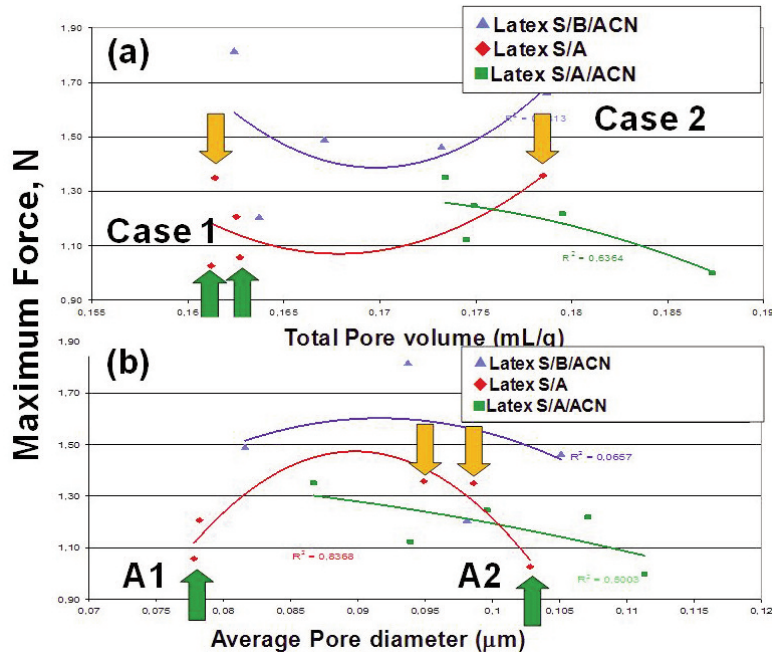 Maximum Force, N
(a)
Latex S/B/ACN
Latex S/A
Latex S/A/ACN
1.90
1.70
1.50
1.30
1.10
0.90
Case 1
Case 2
R² = 0,6364
0,155
0,165
0,17
0,175
0,18
0,185
0,19
Total Pore volume (mL/g)
(b)
Latex S/B/ACN
Latex S/A
Latex S/A/ACN
1.90
1.70
1.50
1.30
1.10
0.90
R² = 0,0657
R² = 0,8368
A1
A2
0,07
0,075
0,08
0,085
0,09
0,095
0,1
0,105
0,11
0,115
0,12
Average Pore diameter (μm)